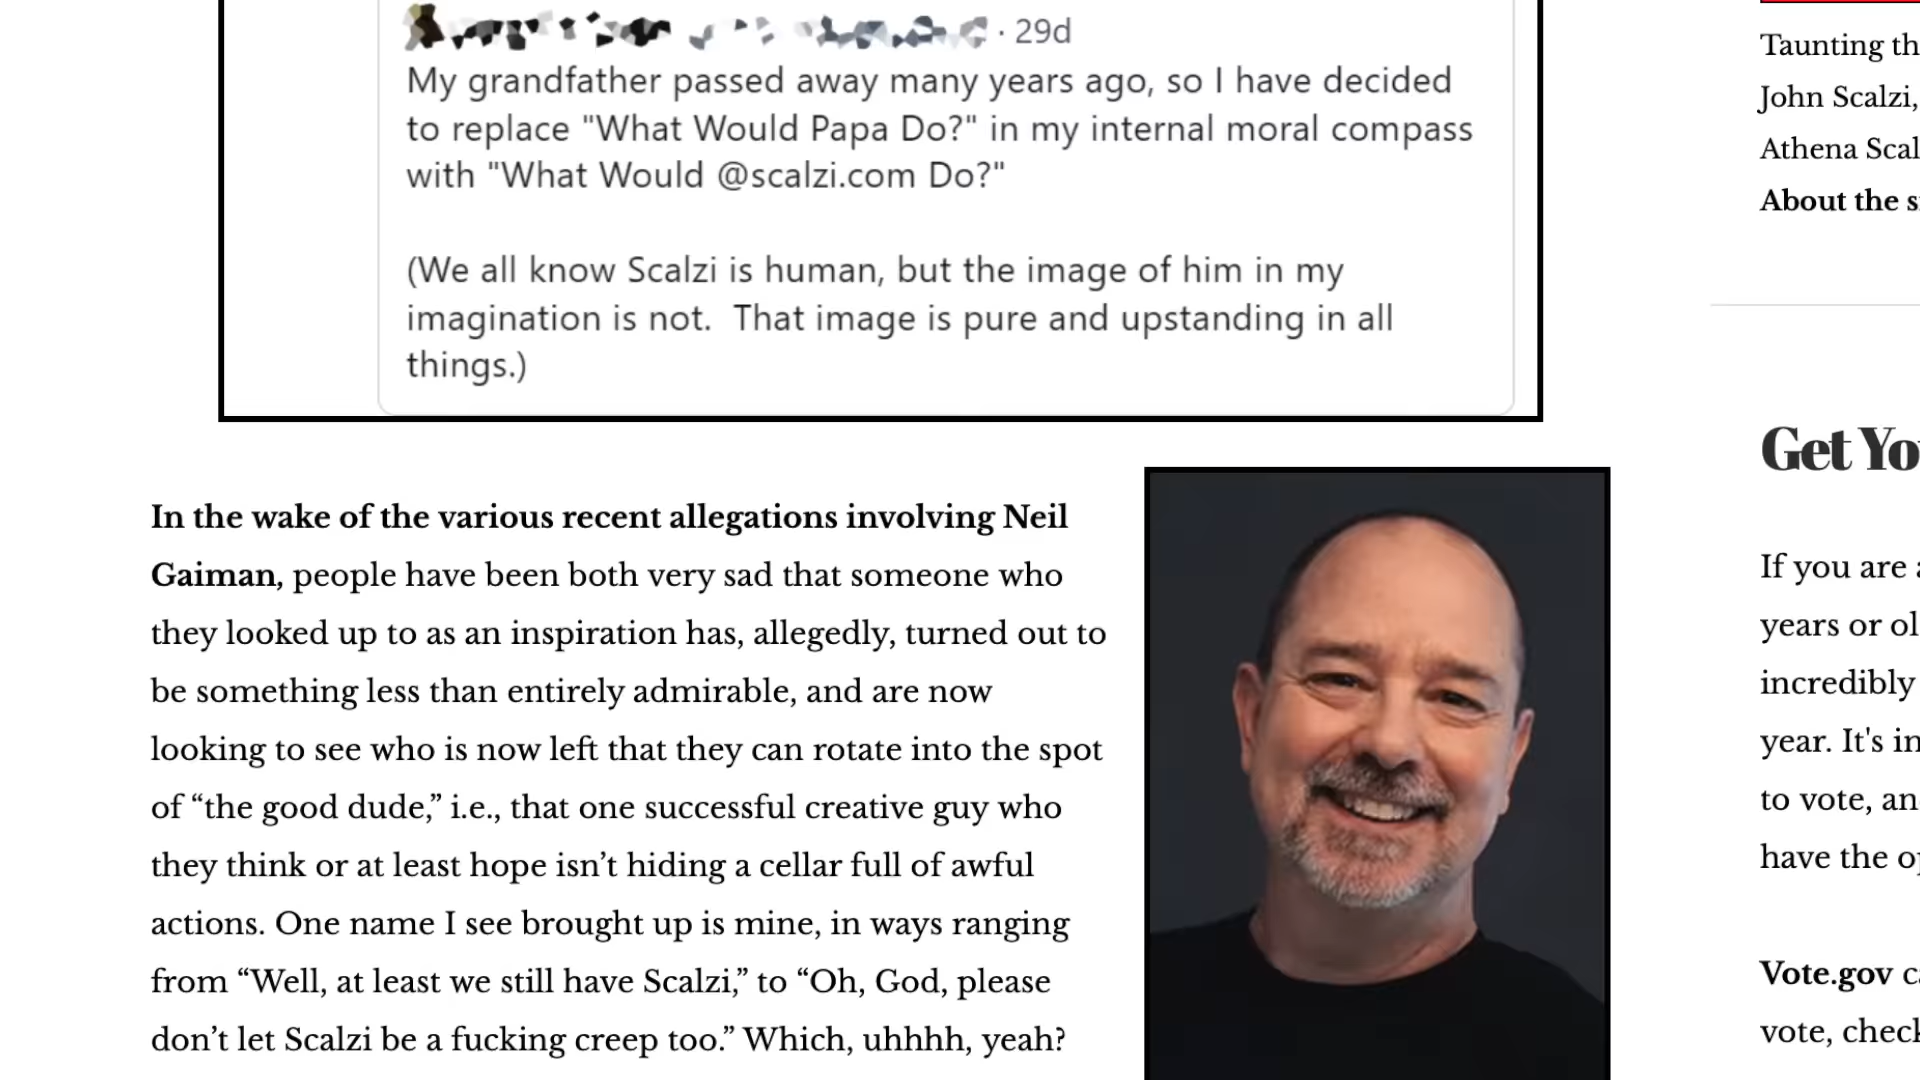 · 29d
My grandfather passed away many years ago, so I have decided
to replace "What Would Papa Do?" in my internal moral compass
with "What Would @scalzi.com Do?"
(We all know Scalzi is human, but the image of him in my
imagination is not.  That image is pure and upstanding in all
things.)
In the wake of the various recent allegations involving Neil
Gaiman, people have been both very sad that someone who
they looked up to as an inspiration has, allegedly, turned out to
be something less than entirely admirable, and are now
looking to see who is now left that they can rotate into the spot
of “the good dude,” i.e., that one successful creative guy who
they think or at least hope isn’t hiding a cellar full of awful
actions. One name I see brought up is mine, in ways ranging
from “Well, at least we still have Scalzi,” to “Oh, God, please
don’t let Scalzi be a fucking creep too.” Which, uhhhh, yeah?
Taunting
John Scalzi,
Athena
About the
Get
If you are
years or
incredibly
year. It's
to vote,
have the
Vote.gov
vote,